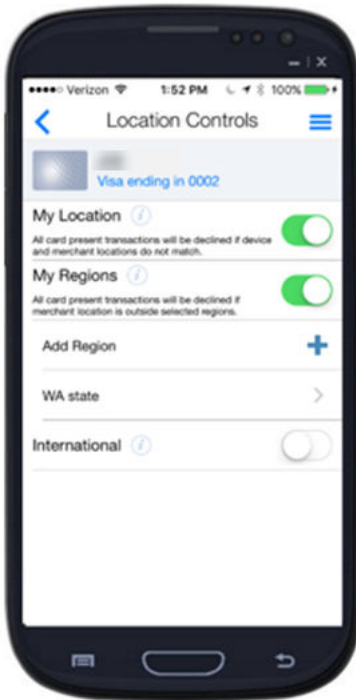 Verizon 1:52 PM 100%
Location Controls
Visa ending in 0002
My Location
All card present transactions will be declined if device
and merchant locations do not match.
My Regions
All card present transactions will be declined if
merchant location is outside selected regions.
Add Region
WA state
International